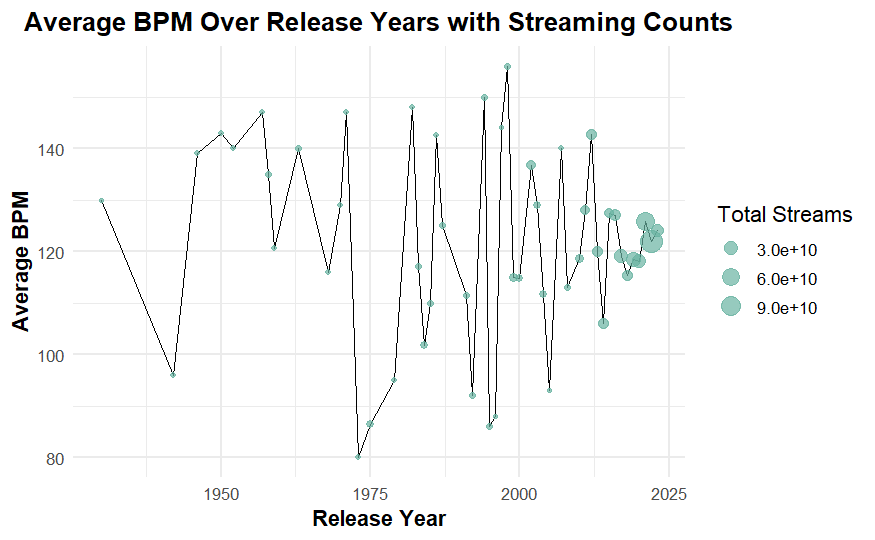 Average BPM Over Release Years with Streaming Counts
Average BPM
140
120
100
80
1950
1975
2000
2025
Release Year
Total Streams
3.0e+10
6.0e+10
9.0e+10